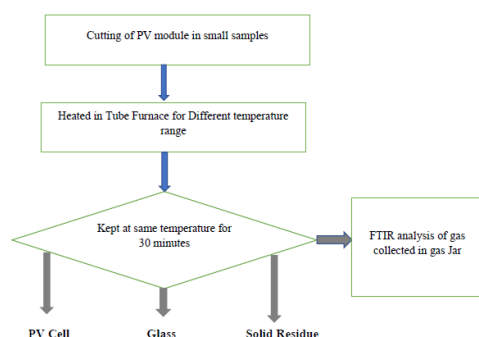 Cutting of PV module in small samples
Heated in Tube Furnace for Different temperature
range
Kept at same temperature for
30 minutes
FTIR analysis of gas
collected in gas Jar
PV Cell
Glass
Solid Residue